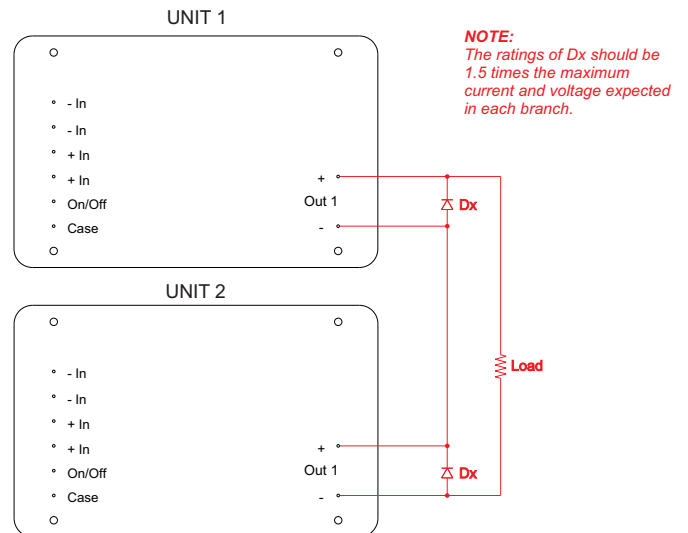 UNIT 1
NOTE:
The ratings of Dx should be
1.5 times the maximum
current and voltage expected
in each branch.
- In
- In
+ In
+ In
On/Off
Case
+
Out 1
-
Dx
UNIT 2
Load
- In
- In
+ In
+ In
On/Off
Case
+
Out 1
-
Dx